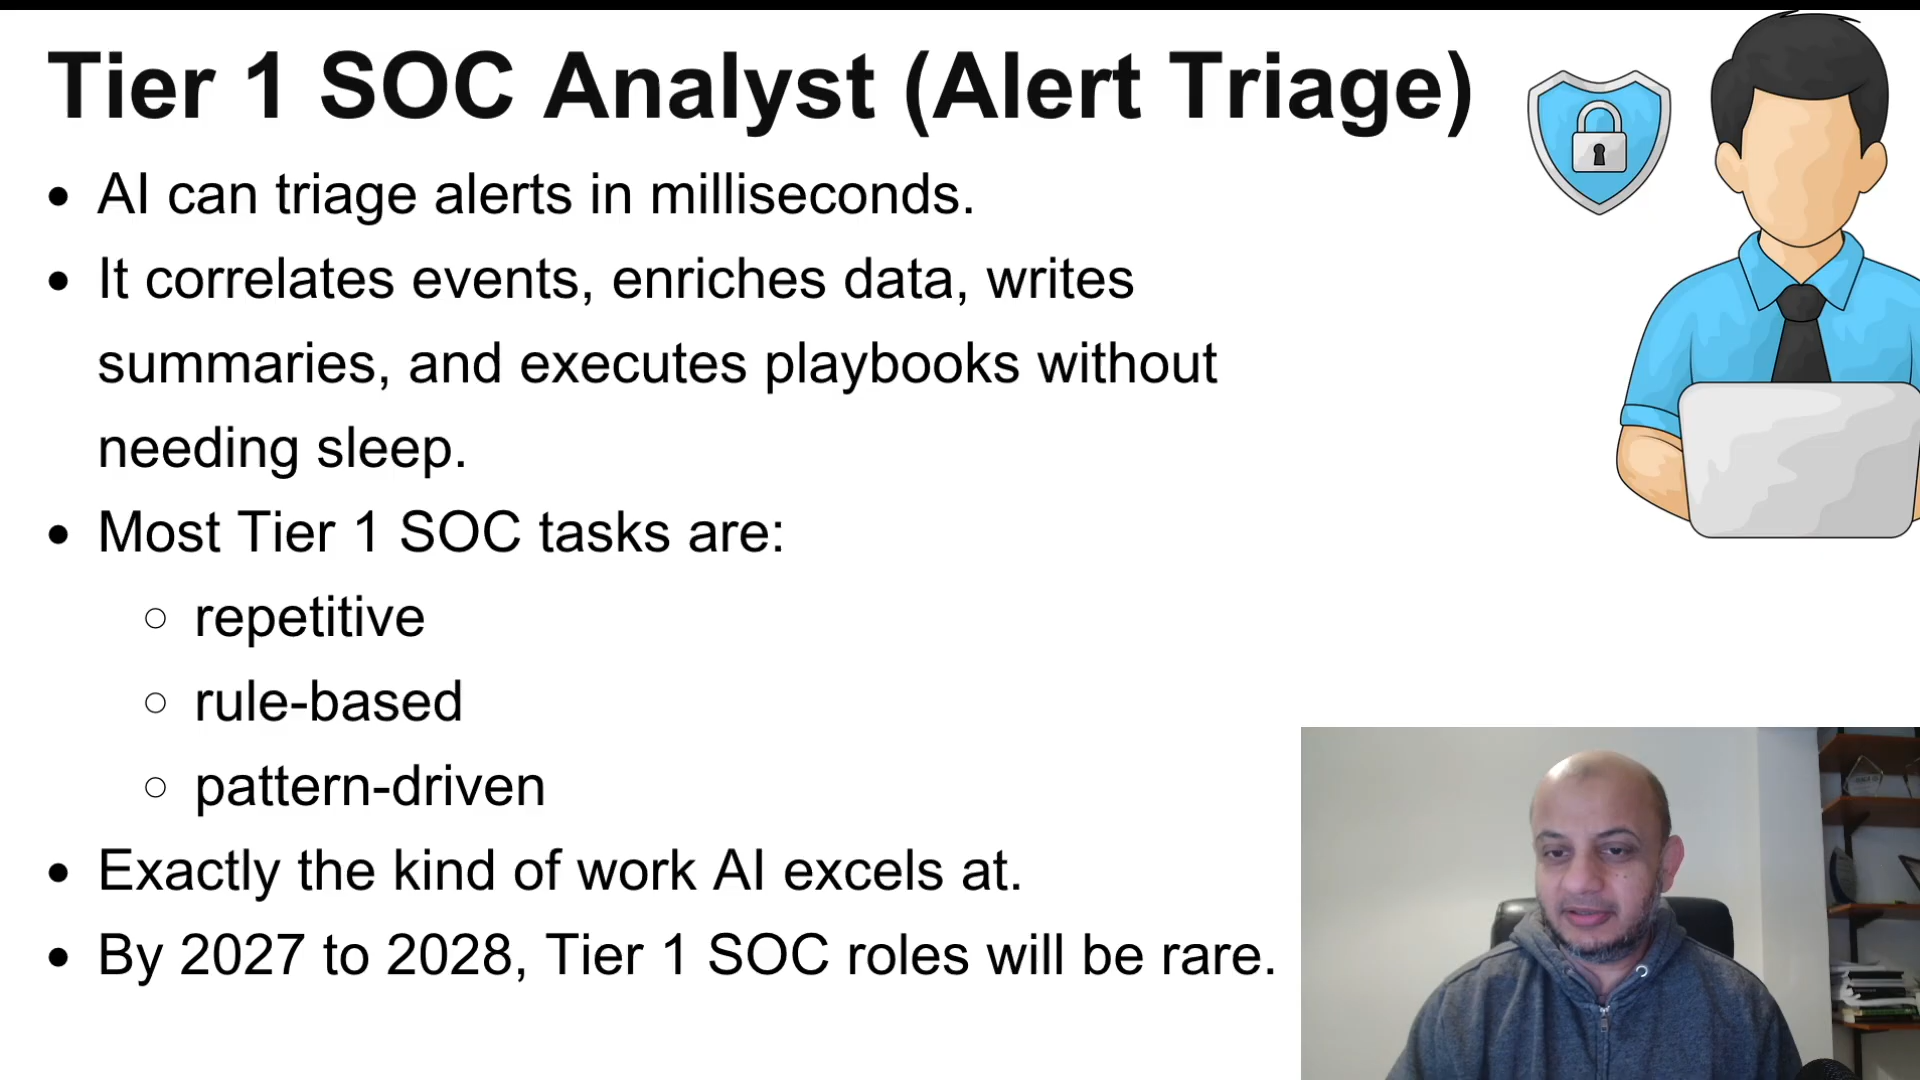 Tier 1 SOC Analyst (Alert Triage)
• AI can triage alerts in milliseconds.
• It correlates events, enriches data, writes
summaries, and executes playbooks without
needing sleep.
• Most Tier 1 SOC tasks are:
○ repetitive
○ rule-based
○ pattern-driven
• Exactly the kind of work AI excels at.
• By 2027 to 2028, Tier 1 SOC roles will be rare.